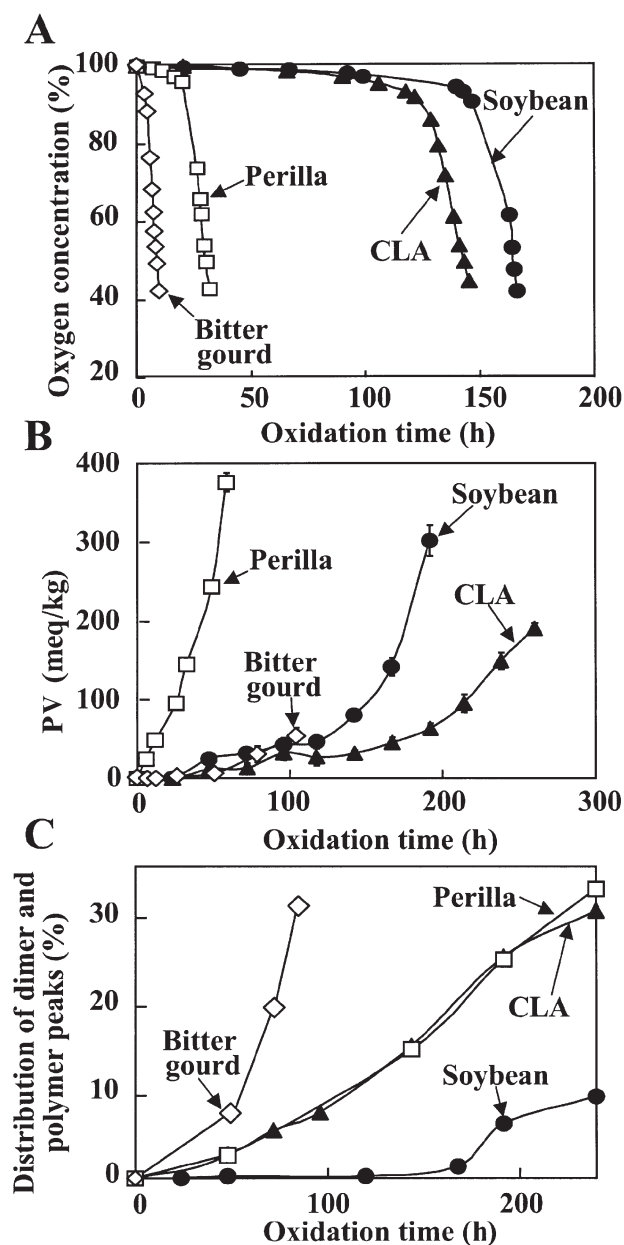 A
Oxygen concentration (%)
100
80
60
40
20
0
50
100
150
200
Soybean
Perilla
CLA
Bitter
gourd
Oxidation time (h)
B
PV (meq/kg)
400
300
200
100
0
0
100
200
300
Soybean
Perilla
CLA
Bitter
gourd
Oxidation time (h)
C
Distribution of dimer and
polymer peaks (%)
30
20
10
0
0
100
200
Perilla
CLA
Bitter
gourd
Soybean
Oxidation time (h)